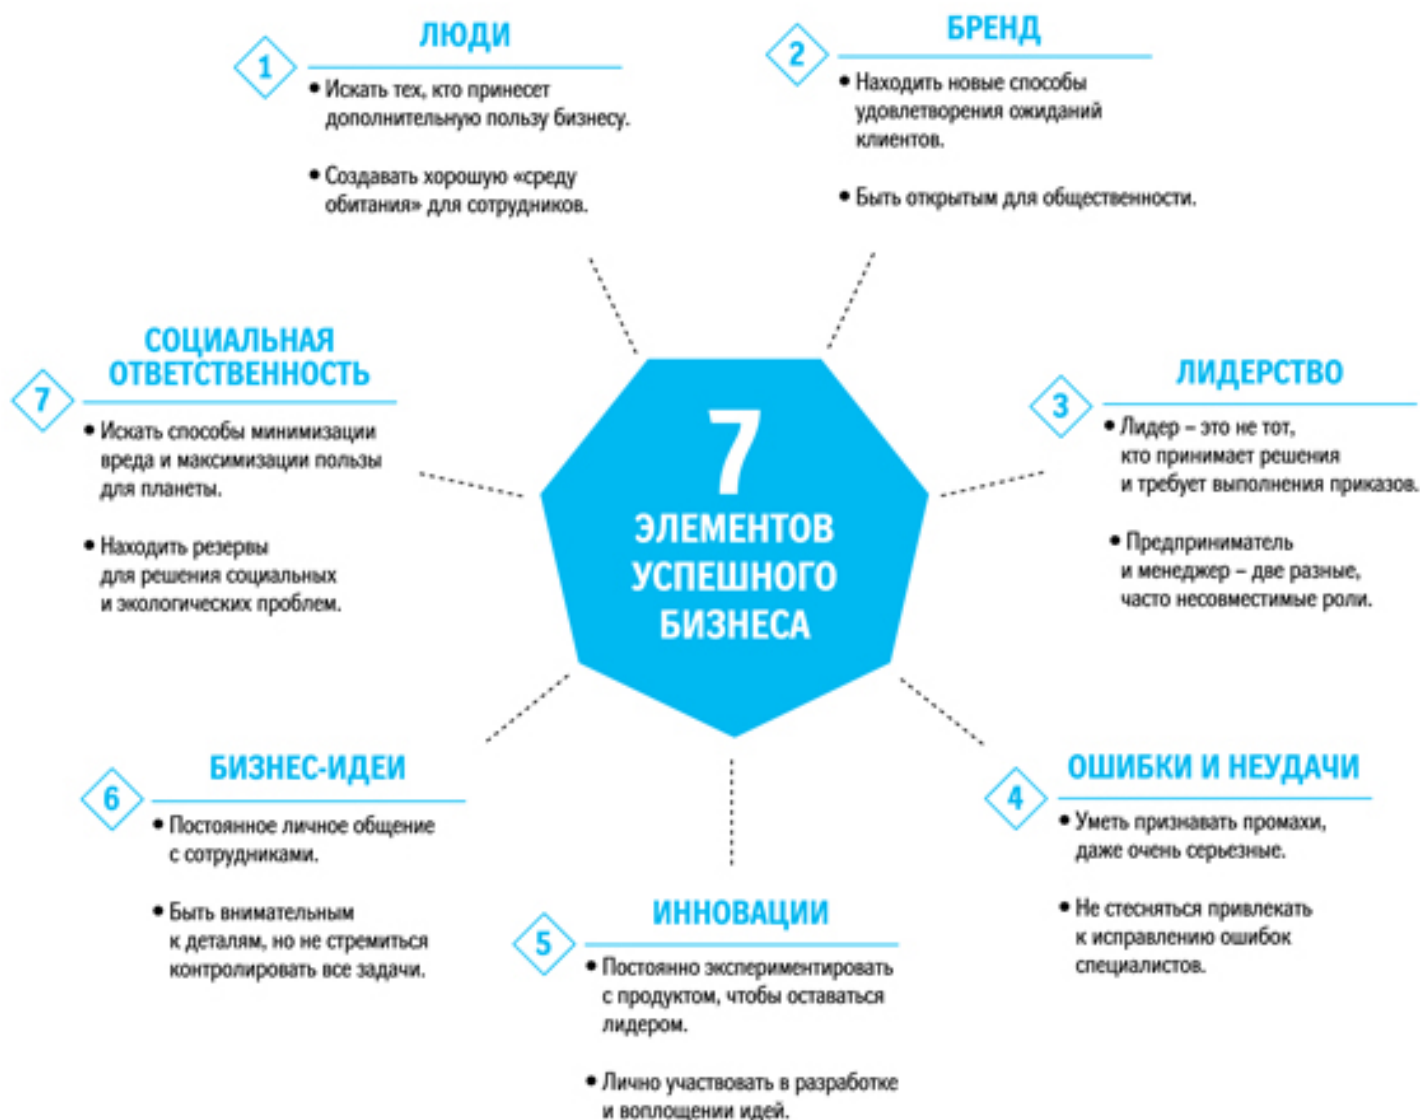 7
ЭЛЕМЕНТОВ
УСПЕШНОГО
БИЗНЕСА
1
ЛЮДИ
• Искать тех, кто принесет
дополнительную пользу бизнесу.
• Создавать хорошую «среду
обитания» для сотрудников.
2
БРЕНД
• Находить новые способы
удовлетворения ожиданий
клиентов.
• Быть открытым для общественности.
3
ЛИДЕРСТВО
• Лидер – это не тот,
кто принимает решения
и требует выполнения приказов.
• Предприниматель
и менеджер – две разные,
часто несовместимые роли.
4
ОШИБКИ И НЕУДАЧИ
• Уметь признавать промахи,
даже очень серьезные.
• Не стесняться привлекать
к исправлению ошибок
специалистов.
5
ИННОВАЦИИ
• Постоянно экспериментировать
с продуктом, чтобы оставаться
лидером.
• Лично участвовать в разработке
и воплощении идей.
6
БИЗНЕС-ИДЕИ
• Постоянное личное общение
с сотрудниками.
• Быть внимательным
к деталям, но не стремиться
контролировать все задачи.
7
СОЦИАЛЬНАЯ
ОТВЕТСТВЕННОСТЬ
• Искать способы минимизации
вреда и максимизации пользы
для планеты.
• Находить резервы
для решения социальных
и экологических проблем.